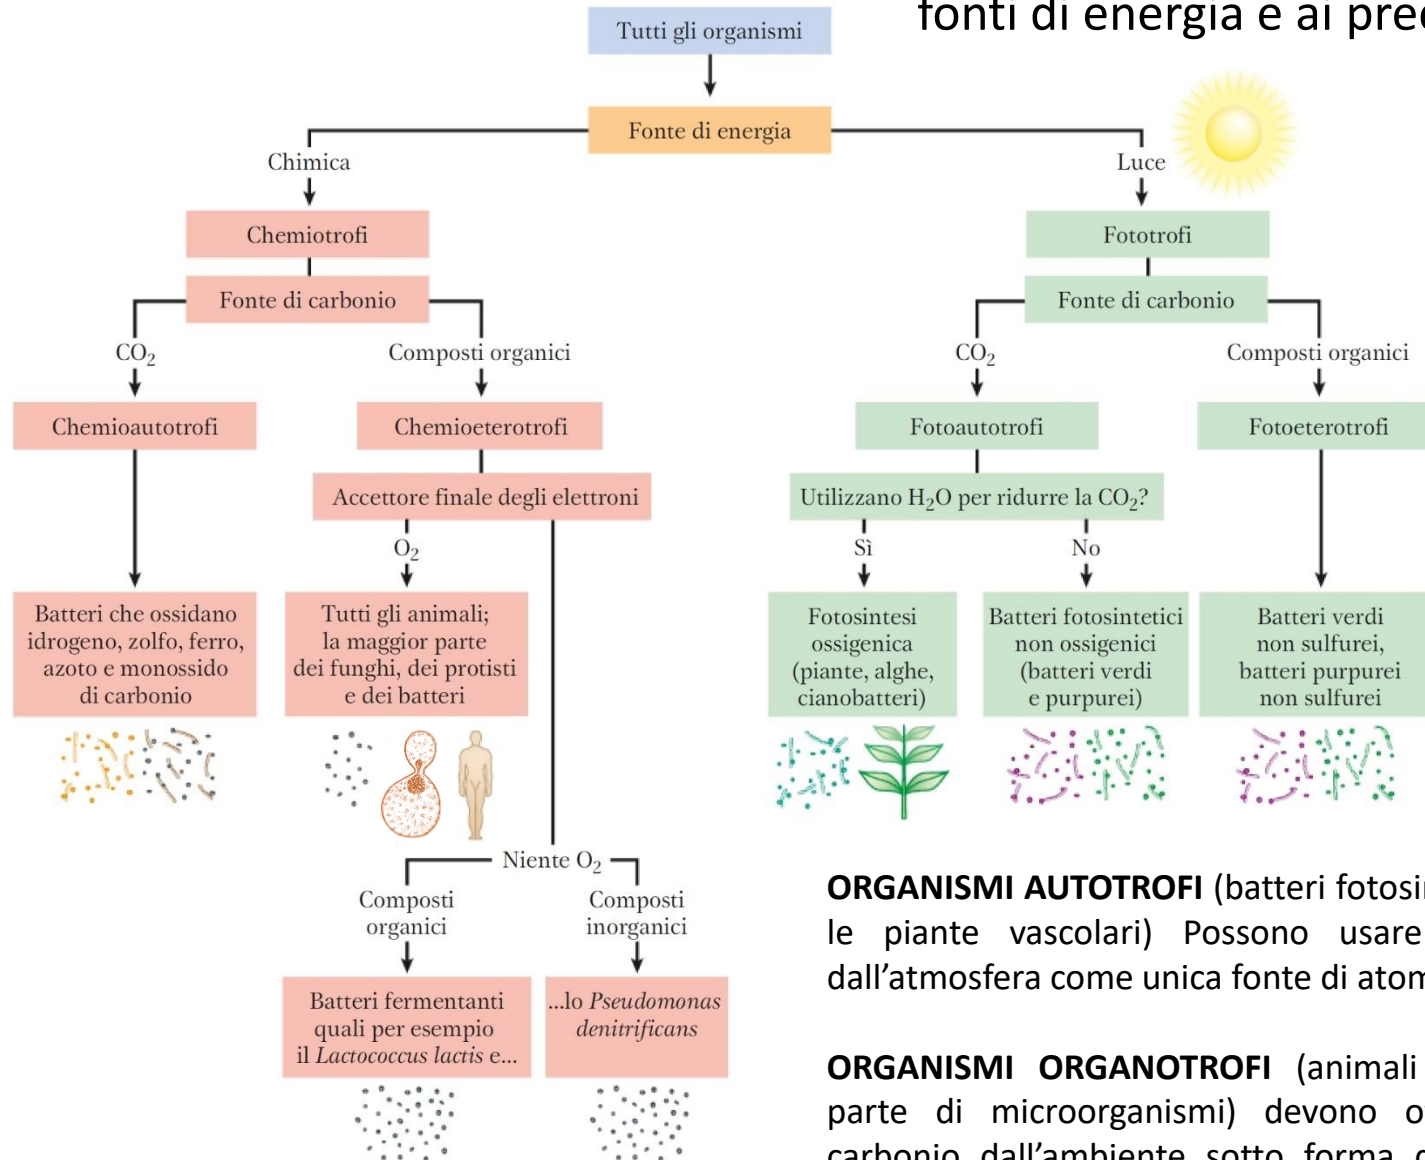 fonti di energia e ai
Tutti gli organismi
Fonte di energia
Chimica
Luce
Chemiotrofi
Fototrofi
Fonte di carbonio
Fonte di carbonio
CO₂
Composti organici
CO₂
Composti organici
Chemioautotrofi
Chemioeterotrofi
Fotoautotrofi
Fotoeterotrofi
Accettore finale degli elettroni
Utilizzano H₂O per ridurre la CO₂?
O₂
Sì
No
Batteri che ossidano
idrogeno, zolfo, ferro,
azoto e monossido
di carbonio
Tutti gli animali;
la maggior parte
dei funghi, dei protisti
e dei batteri
Fotosintesi
ossigenica
(piante, alghe,
cianobatteri)
Batteri fotosintetici
non ossigenici
(batteri verdi
e purpurei)
Batteri verdi
non sulfurei,
batteri purpurei
non sulfurei
Niente O₂
Composti
organici
Composti
inorganici
Batteri fermentanti
quali per esempio
il Lactococcus lactis e...
...lo Pseudomonas
denitrificans
ORGANISMI AUTOTROFI (batteri
le piante vascolari) Possono usare
dall’atmosfera come unica fonte di
ORGANISMI ORGANOTROFI (animali
parte di microorganismi) devono
carbonio dall’ambiente sotto forma